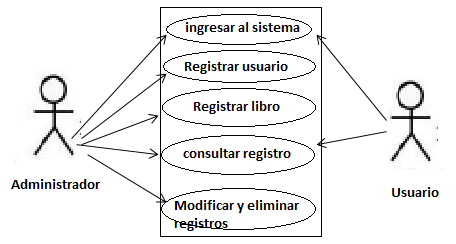 ingresar al sistema
Registrar usuario
Registrar libro
consultar registro
Modificar y eliminar
registros
Administrador
Usuario